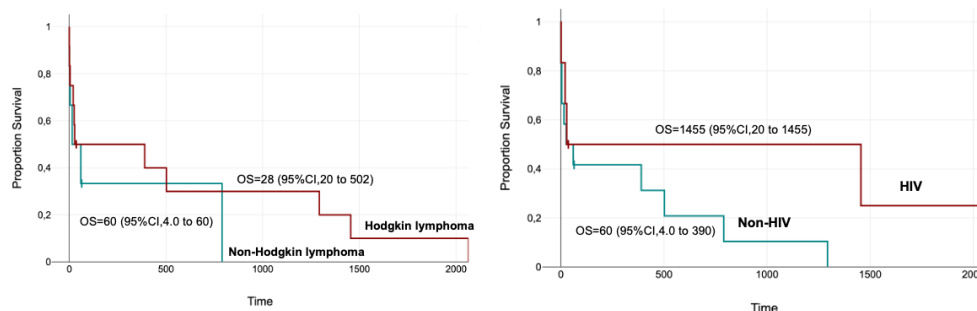 1
0,8
0,6
0,4
0,2
0
Proportion Survival
OS=28 (95%CI,20 to 502)
OS=60 (95%CI,4.0 to 60)
Hodgkin lymphoma
Non-Hodgkin lymphoma
0
500
1000
1500
2000
Time
1
0,8
0,6
0,4
0,2
0
Proportion Survival
OS=1455 (95%CI,20 to 1455)
HIV
Non-HIV
OS=60 (95%CI,4.0 to 390)
0
500
1000
1500
Time